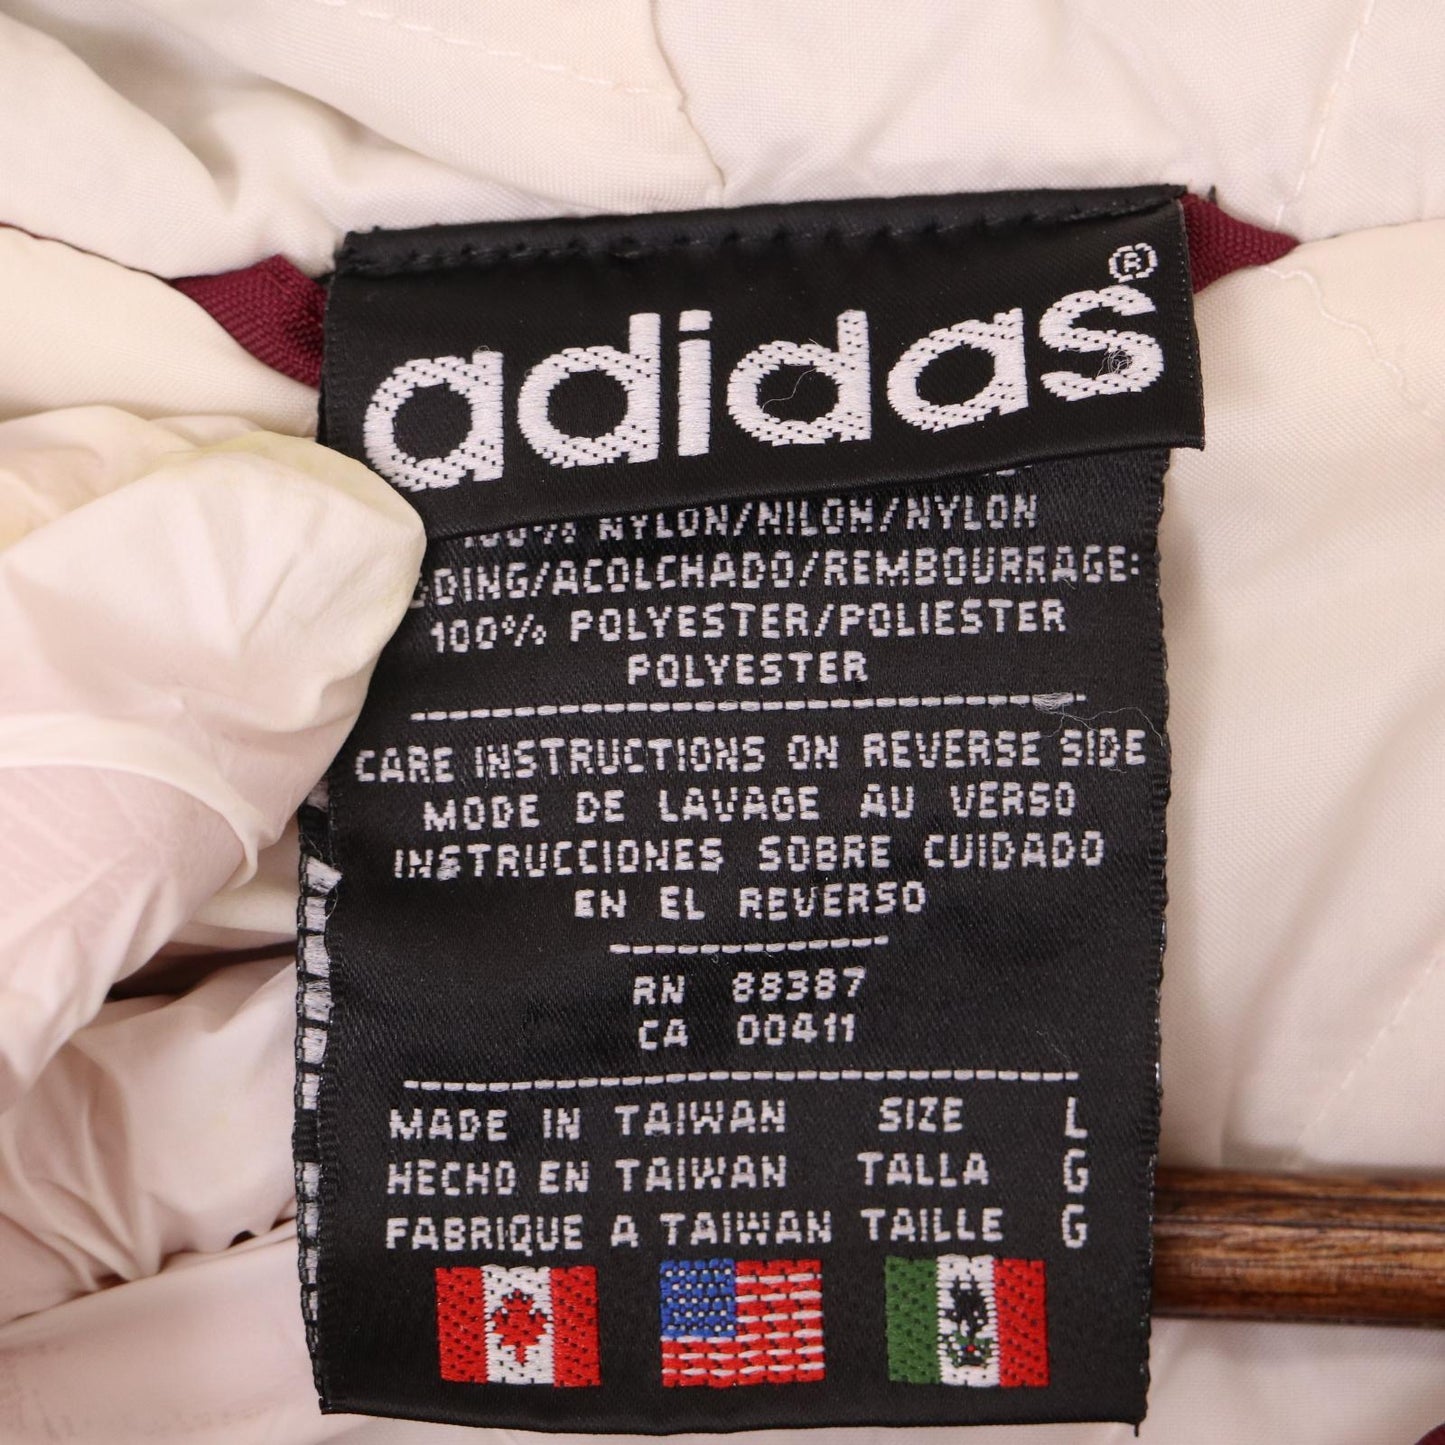 adidas®
100% NYLON/NILON/NYLON
DING/ACOLCHADO/REMBOURRAGE:
100% POLYESTER/POLIESTER
POLYESTER
CARE INSTRUCTIONS ON REVERSE SIDE
MODE DE LAVAGE AU VERSO
INSTRUCCIONES SOBRE CUIDADO
EN EL REVERSO
RN 88387
CA 00411
MADE IN TAIWAN SIZE L
HECHO EN TAIWAN TALLA G
FABRIQUE A TAIWAN TAILLE G